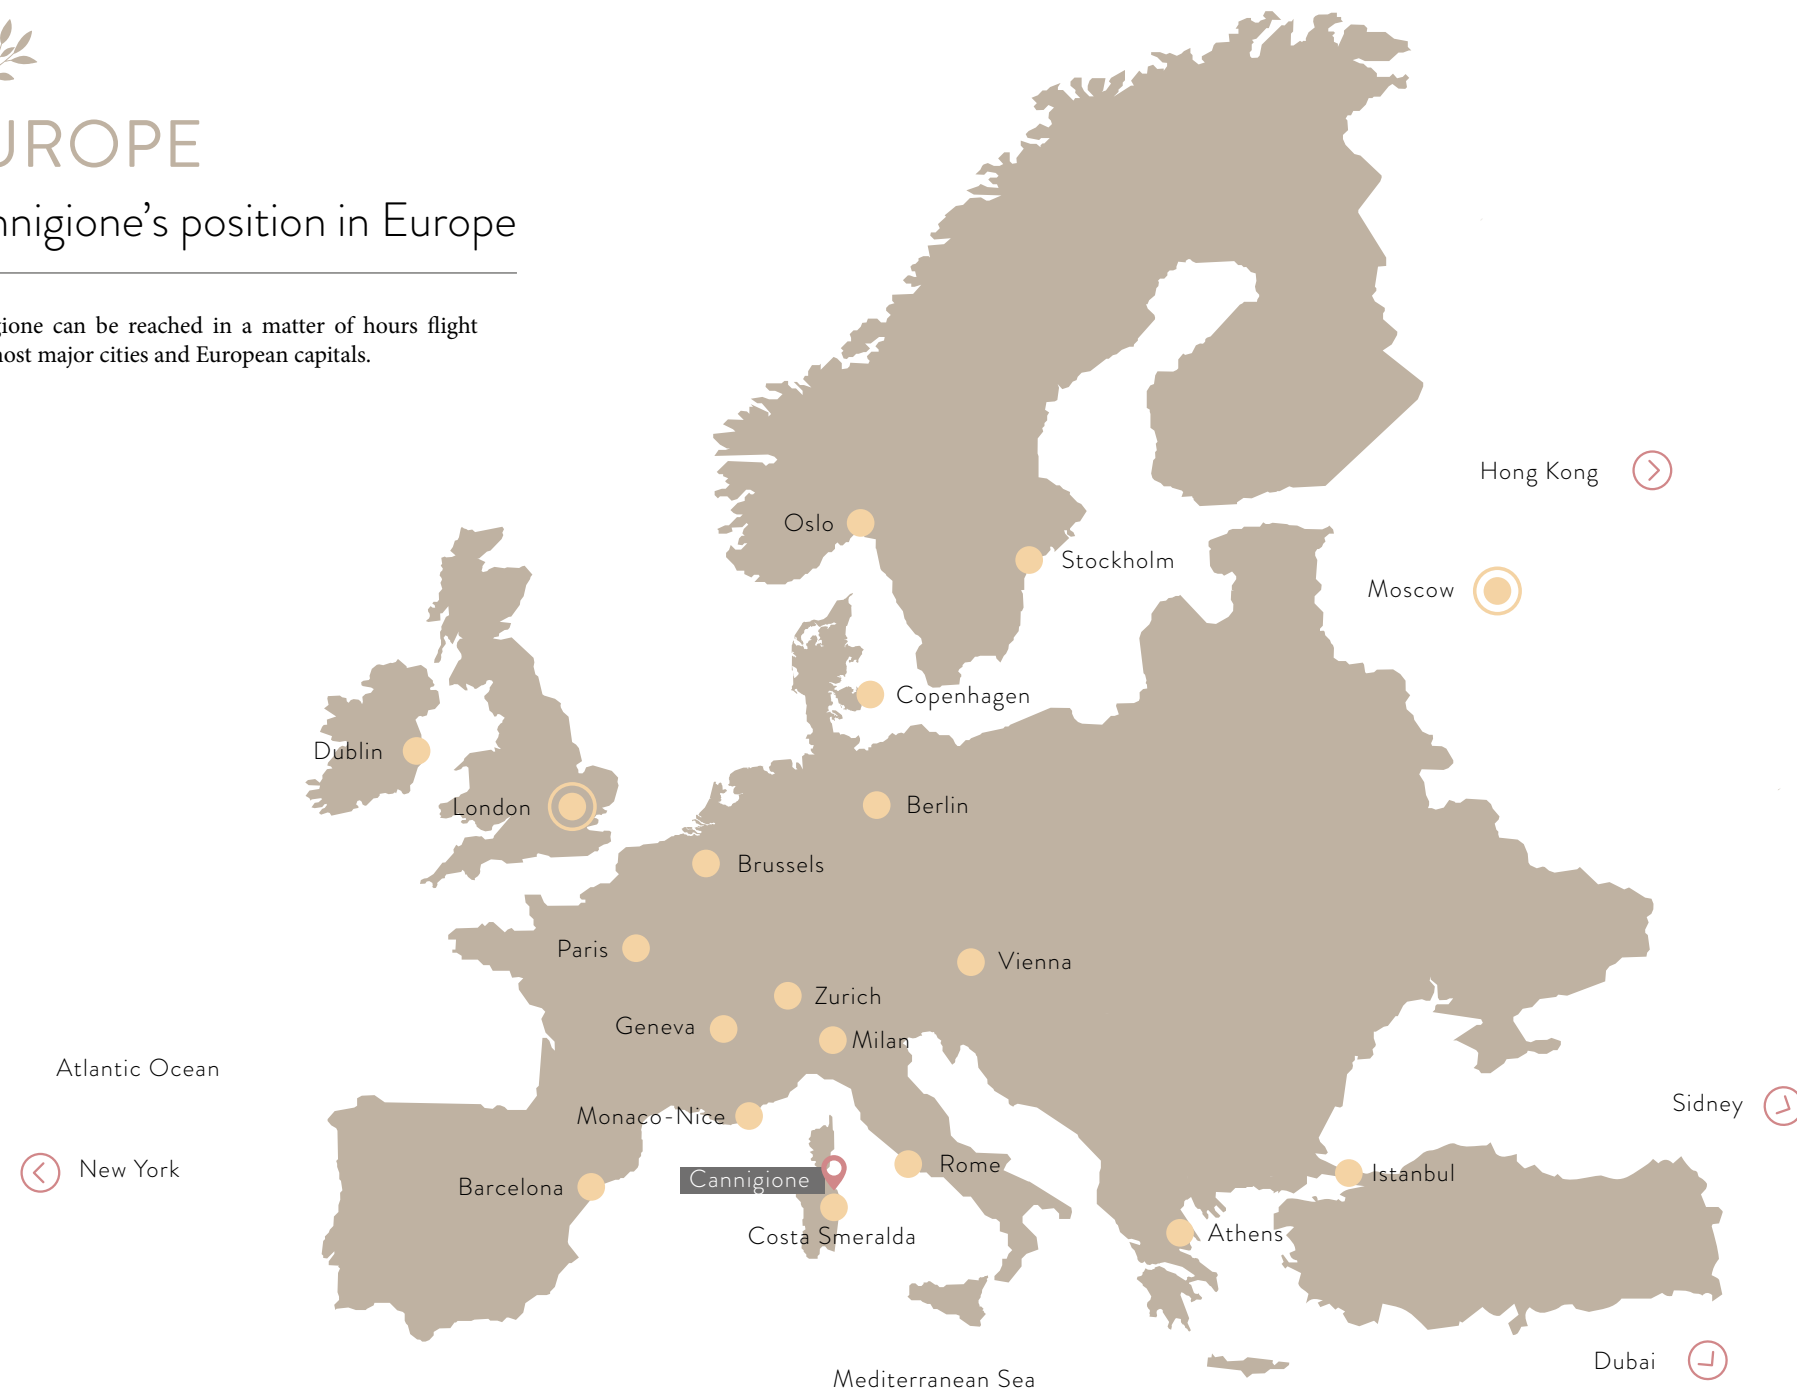 UROPE
nnigione’s position in Europe
gione can be reached in a matter of hours flight
most major cities and European capitals.
Hong Kong
Oslo
Stockholm
Moscow
Copenhagen
Dublin
London
Berlin
Brussels
Paris
Vienna
Zurich
Geneva
Milan
Atlantic Ocean
Sidney
Monaco-Nice
New York
Rome
Istanbul
Cannigione
Barcelona
Athens
Costa Smeralda
Dubai
Mediterranean Sea